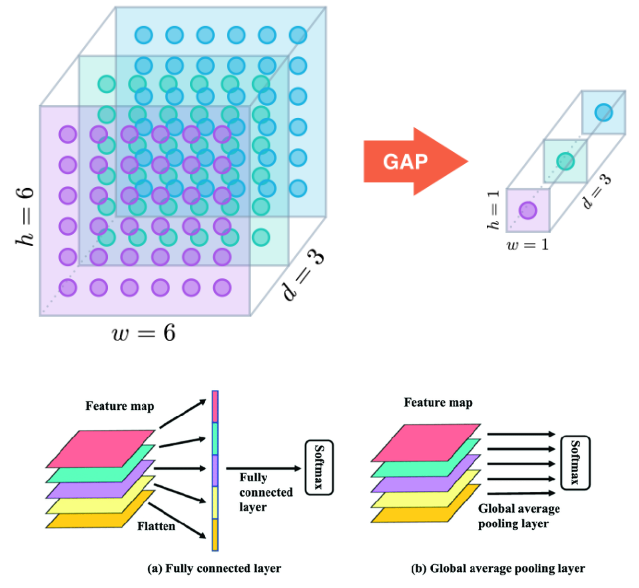 GAP
h = 6
w = 6
d = 3
h = 1
w = 1
d = 3
Feature map
Flatten
Fully
connected
layer
Softmax
(a) Fully connected layer
Feature map
Softmax
Global average
pooling layer
(b) Global average pooling layer